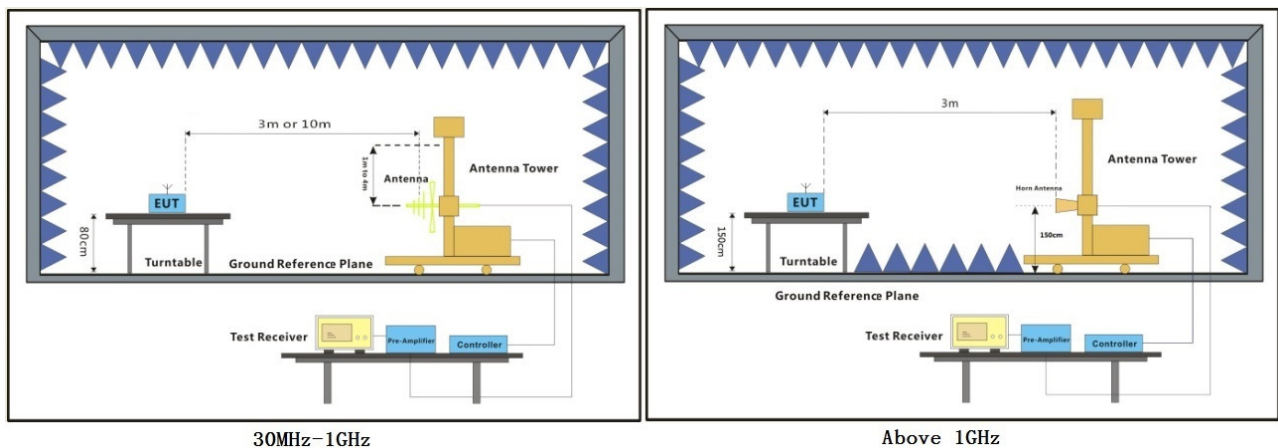 3m or 10m
1m to 4m
Antenna
Antenna Tower
EUT
80cm
Turntable
Ground Reference Plane
Test Receiver
Pre-Amplifier
Controller
30MHz-1GHz
3m
Antenna Tower
Horn Antenna
EUT
150cm
150cm
Turntable
Ground Reference Plane
Test Receiver
Pre-Amplifier
Controller
Above 1GHz